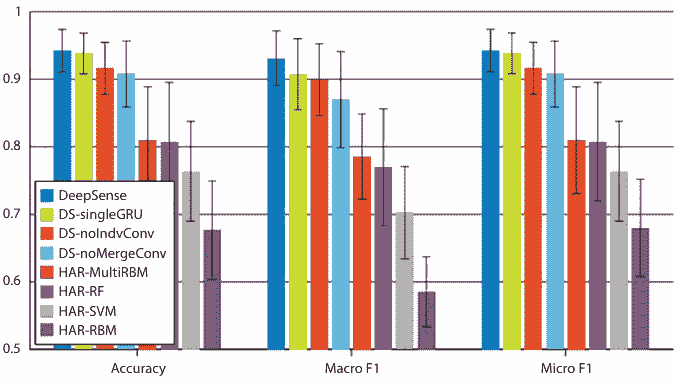 1
0.9
0.8
0.7
0.6
0.5
DeepSense
DS-singleGRU
DS-noIndvConv
DS-noMergeConv
HAR-MultiRBM
HAR-RF
HAR-SVM
HAR-RBM
Accuracy Macro F1 Micro F1